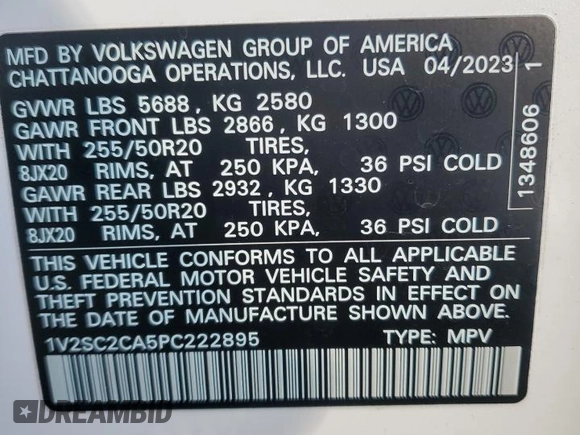 MFD BY VOLKSWAGEN GROUP OF AMERICA
CHATTANOOGA OPERATIONS, LLC. USA 04/2023
GVWR LBS 5688, KG 2580
GAWR FRONT LBS 2866, KG 1300
WITH 255/50R20 TIRES,
8JX20 RIMS, AT 250 KPA, 36 PSI COLD
GAWR REAR LBS 2932, KG 1330
WITH 255/50R20 TIRES,
8JX20 RIMS, AT 250 KPA, 36 PSI COLD
THIS VEHICLE CONFORMS TO ALL APPLICABLE
U.S. FEDERAL MOTOR VEHICLE SAFETY AND
THEFT PREVENTION STANDARDS IN EFFECT ON
THE DATE OF MANUFACTURE SHOWN ABOVE
1V2SC2CA5PC222895 TYPE: MPV
1348606 1
DREAMBID